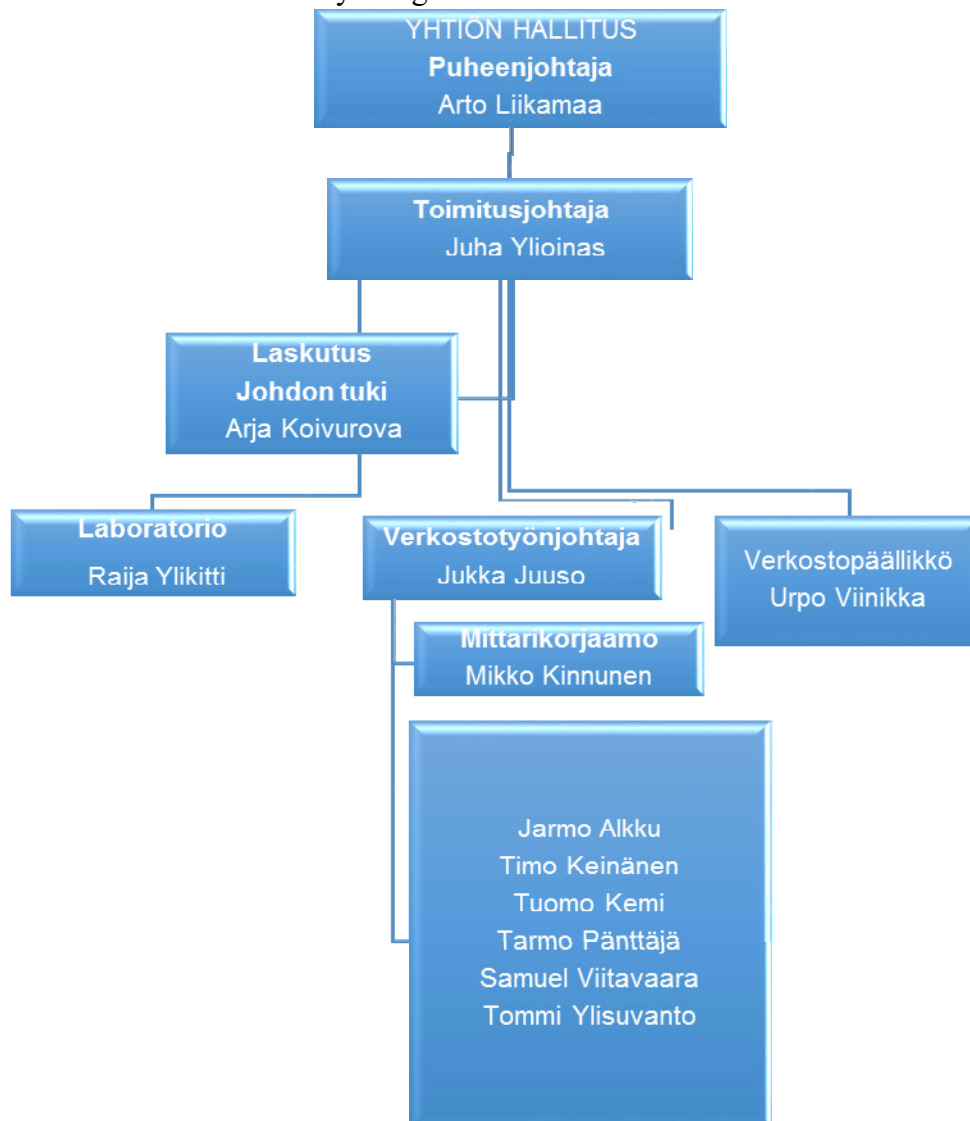 YHTIÖN HALLITUS
Puheenjohtaja
Arto Liikamaa
Toimitusjohtaja
Juha Ylioinas
Laskutus
Johdon tuki
Arja Koivurova
Laboratorio
Raija Ylikitti
Verkostotyönjohtaja
Jukka Juuso
Verkostopäällikkö
Urpo Viinikka
Mittarikorjaamo
Mikko Kinnunen
Jarmo Alkku
Timo Keinänen
Tuomo Kemi
Tarmo Pänttäjä
Samuel Viitavaara
Tommi Ylisuvanto